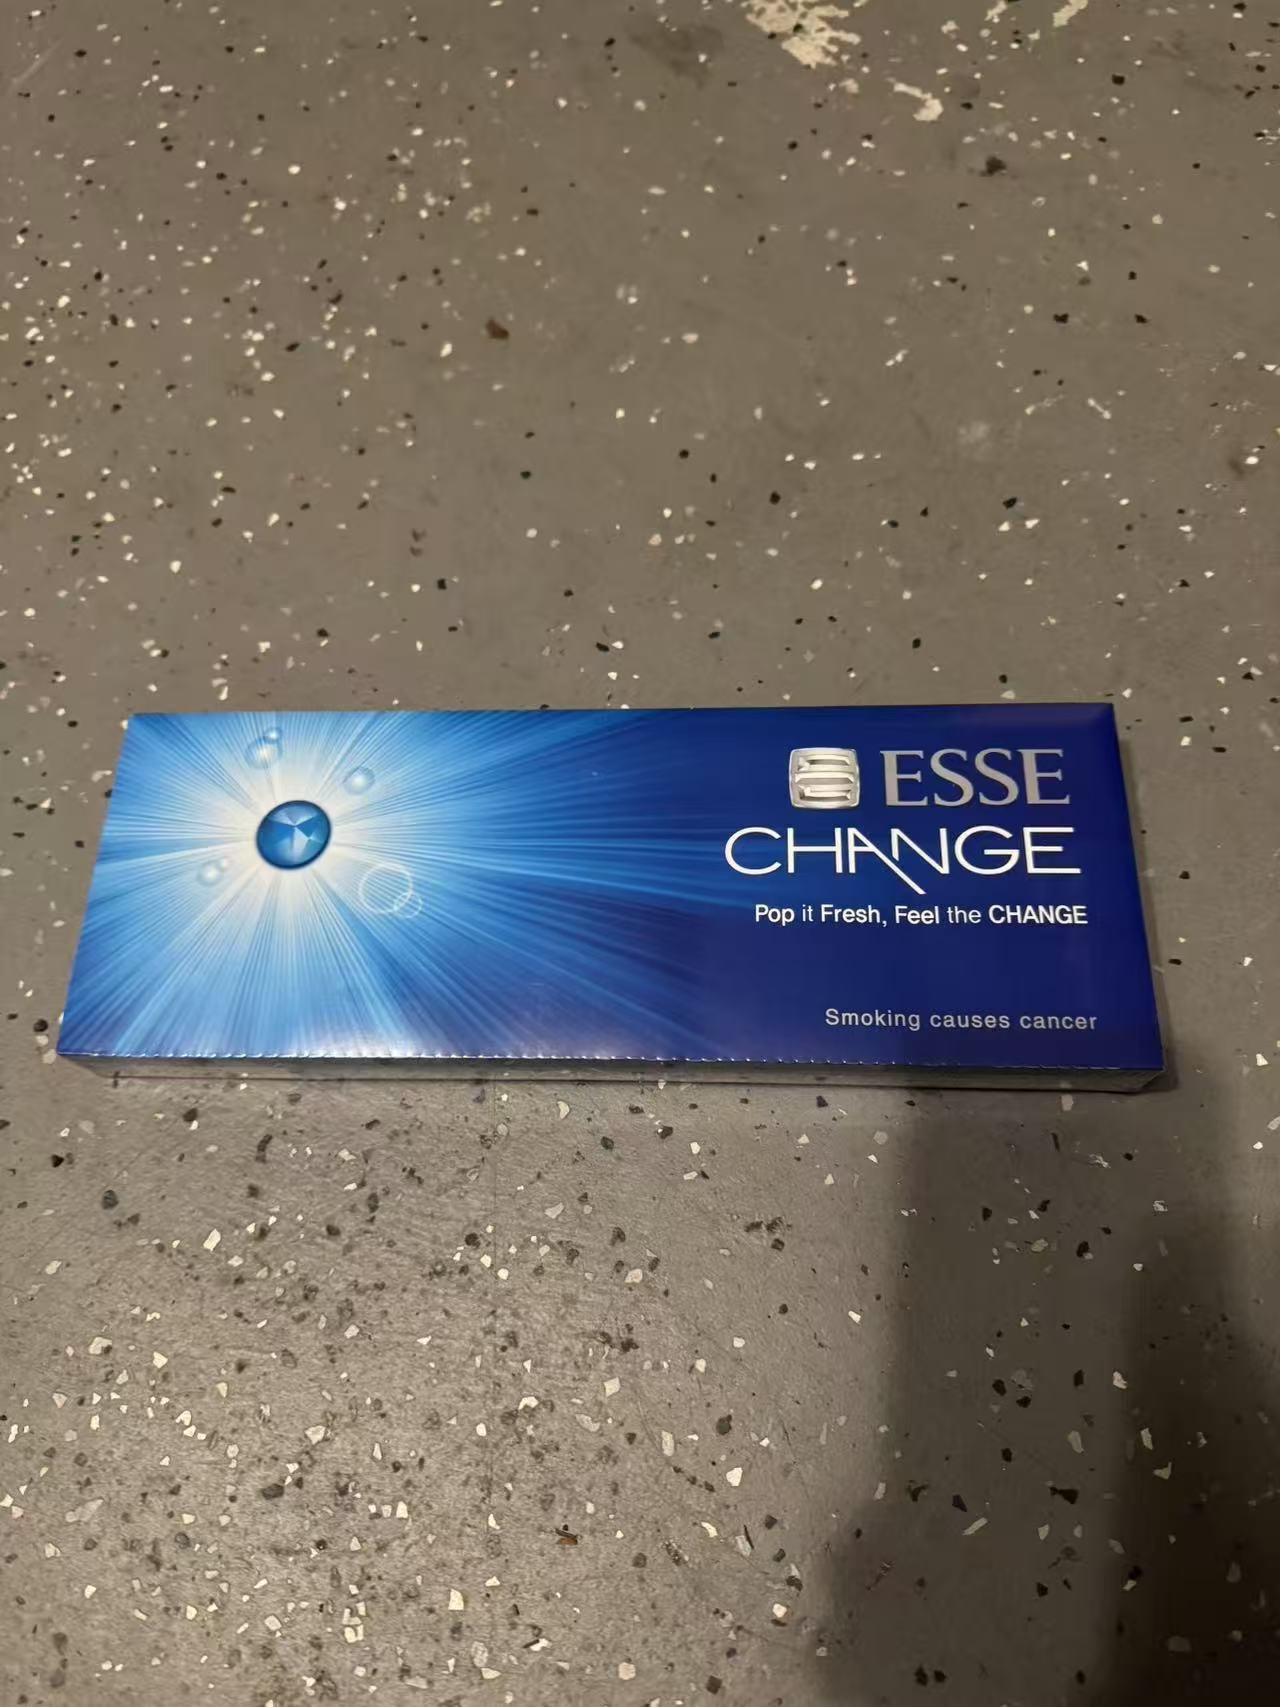 ESSE
CHANGE
Pop it Fresh, Feel the CHANGE
Smoking causes cancer